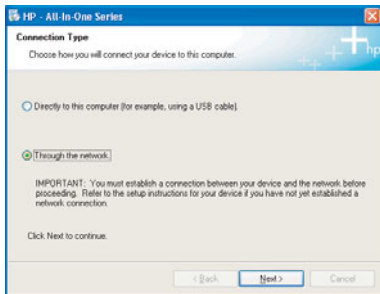 HP - All-In-One Series
Connection Type
Choose how you will connect your device to this computer.
hp
Directly to this computer (for example, using a USB cable).
Through the network.
IMPORTANT: You must establish a connection between your device and the network before
proceeding. Refer to the setup instructions for your device if you have not yet established a
network connection.
Click Next to continue.
< Back Next > Cancel